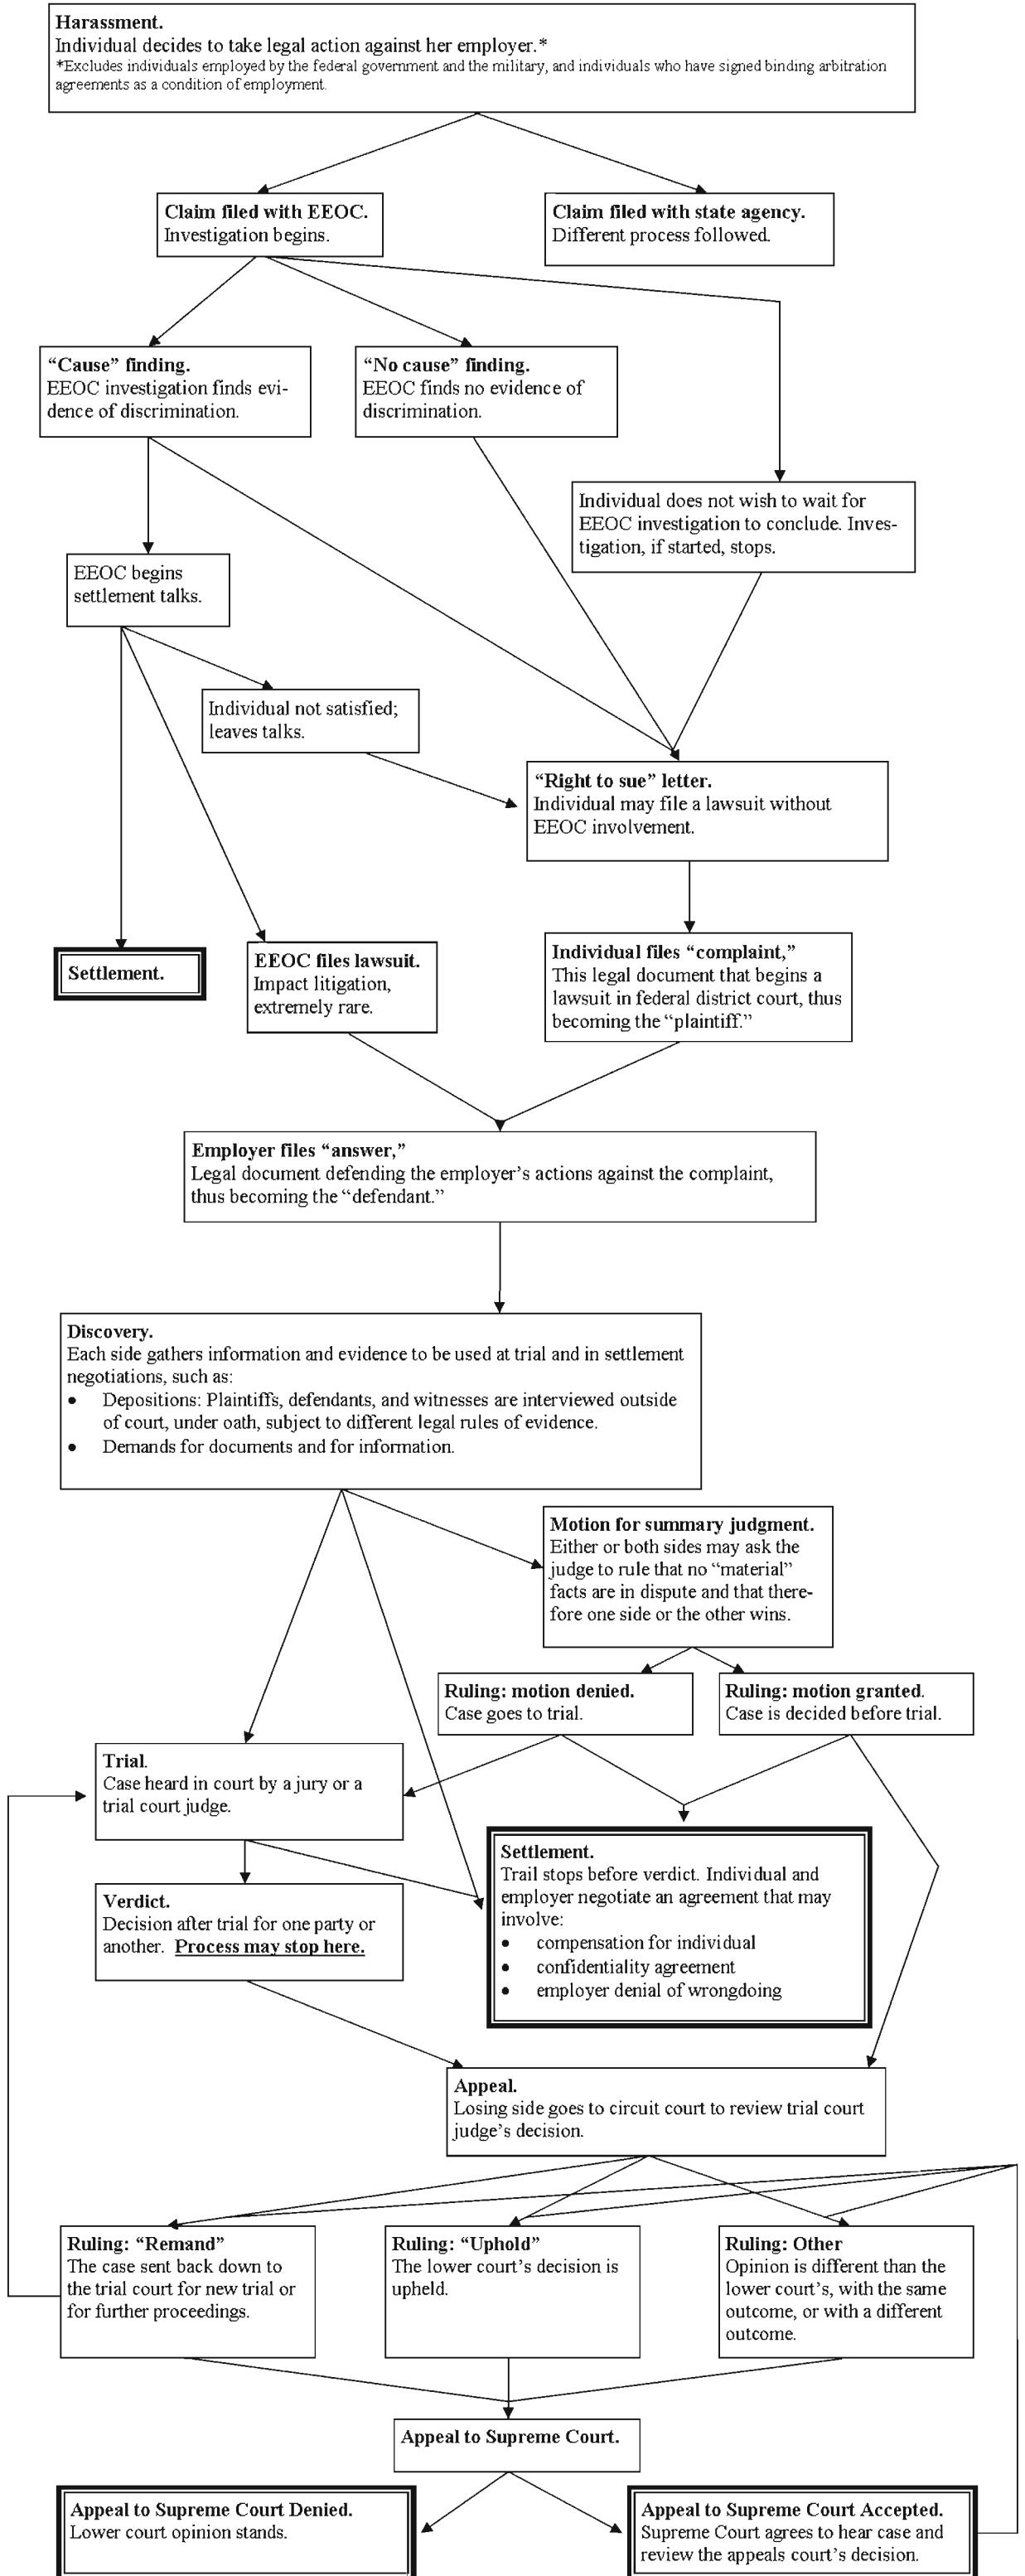 Harassment.
Individual decides to take legal action against her employer.*
*Excludes individuals employed by the federal government and the military, and individuals who have signed binding arbitration
agreements as a condition of employment.
Claim filed with EEOC.
Investigation begins.
Claim filed with state agency.
Different process followed.
“Cause” finding.
EEOC investigation finds evi-
dence of discrimination.
“No cause” finding.
EEOC finds no evidence of
discrimination.
Individual does not wish to wait for
EEOC investigation to conclude. Inves-
tigation, if started, stops.
EEOC begins
settlement talks.
Individual not satisfied;
leaves talks.
“Right to sue” letter.
Individual may file a lawsuit without
EEOC involvement.
Settlement.
EEOC files lawsuit.
Impact litigation,
extremely rare.
Individual files “complaint,”
This legal document that begins a
lawsuit in federal district court, thus
becoming the “plaintiff.”
Employer files “answer,”
Legal document defending the employer’s actions against the complaint,
thus becoming the “defendant.”
Discovery.
Each side gathers information and evidence to be used at trial and in settlement
negotiations, such as:
• Depositions: Plaintiffs, defendants, and witnesses are interviewed outside
of court, under oath, subject to different legal rules of evidence.
• Demands for documents and for information.
Motion for summary judgment.
Either or both sides may ask the
judge to rule that no “material”
facts are in dispute and that there-
fore one side or the other wins.
Ruling: motion denied.
Case goes to trial.
Ruling: motion granted.
Case is decided before trial.
Trial.
Case heard in court by a jury or a
trial court judge.
Settlement.
Trail stops before verdict. Individual and
employer negotiate an agreement that may
involve:
• compensation for individual
• confidentiality agreement
• employer denial of wrongdoing
Verdict.
Decision after trial for one party or
another. Process may stop here.
Appeal.
Losing side goes to circuit court to review trial court
judge’s decision.
Ruling: “Remand”
The case sent back down to
the trial court for new trial or
for further proceedings.
Ruling: “Uphold”
The lower court’s decision is
upheld.
Ruling: Other
Opinion is different than the
lower court’s, with the same
outcome, or with a different
outcome.
Appeal to Supreme Court.
Appeal to Supreme Court Denied.
Lower court opinion stands.
Appeal to Supreme Court Accepted.
Supreme Court agrees to hear case and
review the appeals court’s decision.